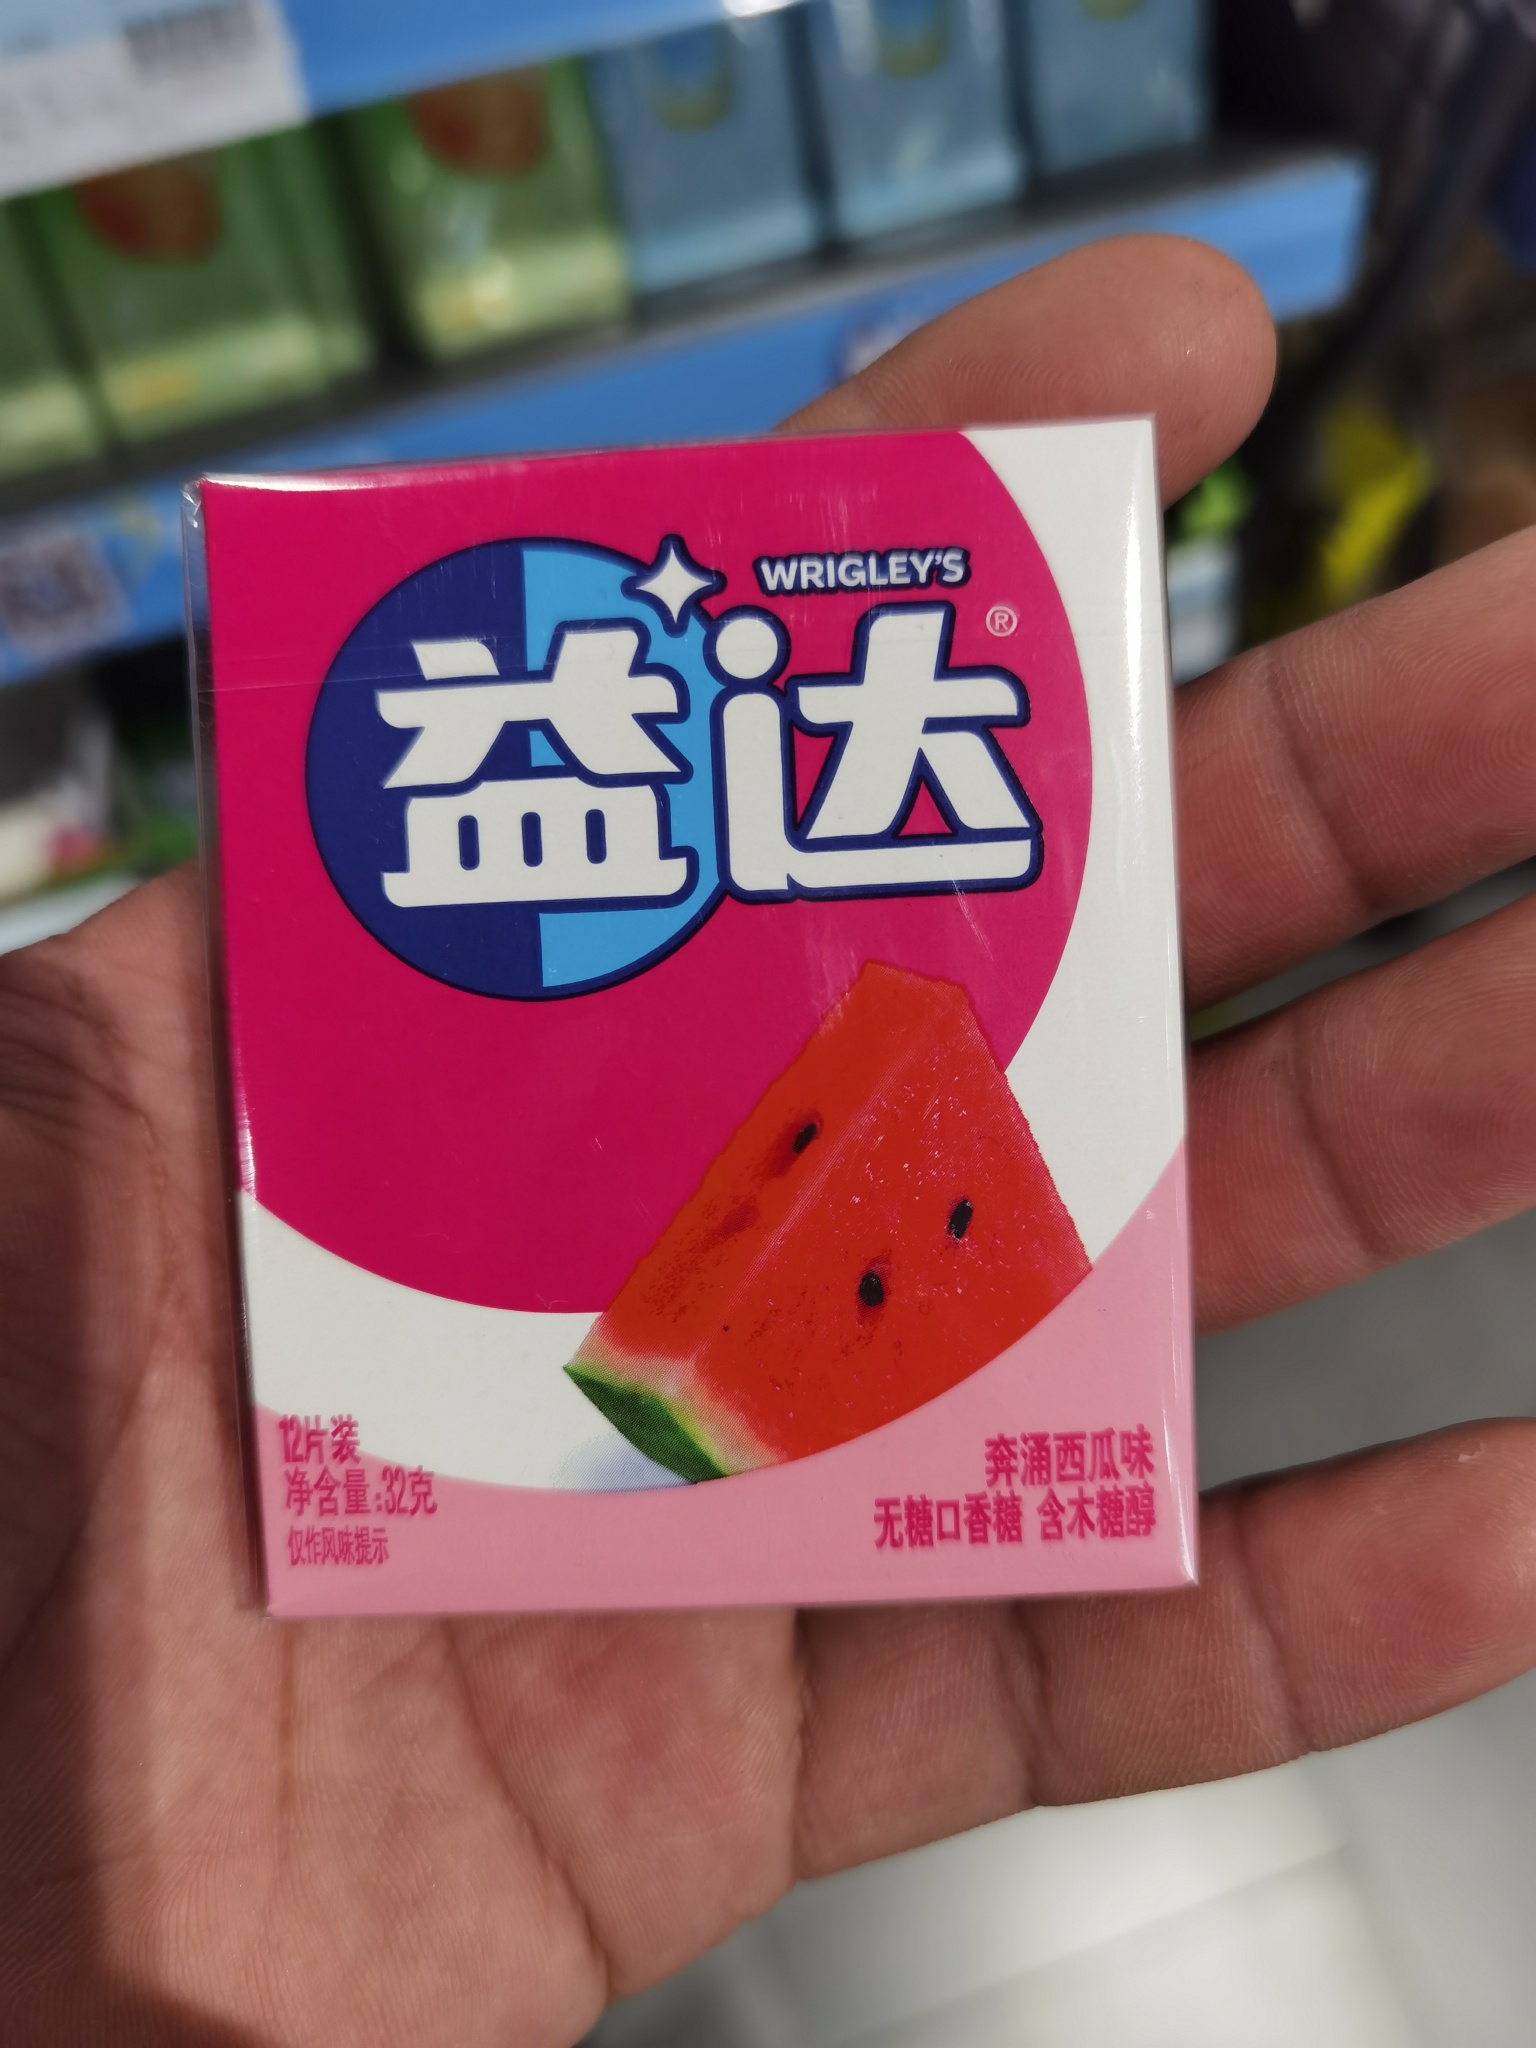 WRIGLEY'S
益达®
12片装
净含量:32克
仅作风味提示
奔涌西瓜味
无糖口香糖 含木糖醇